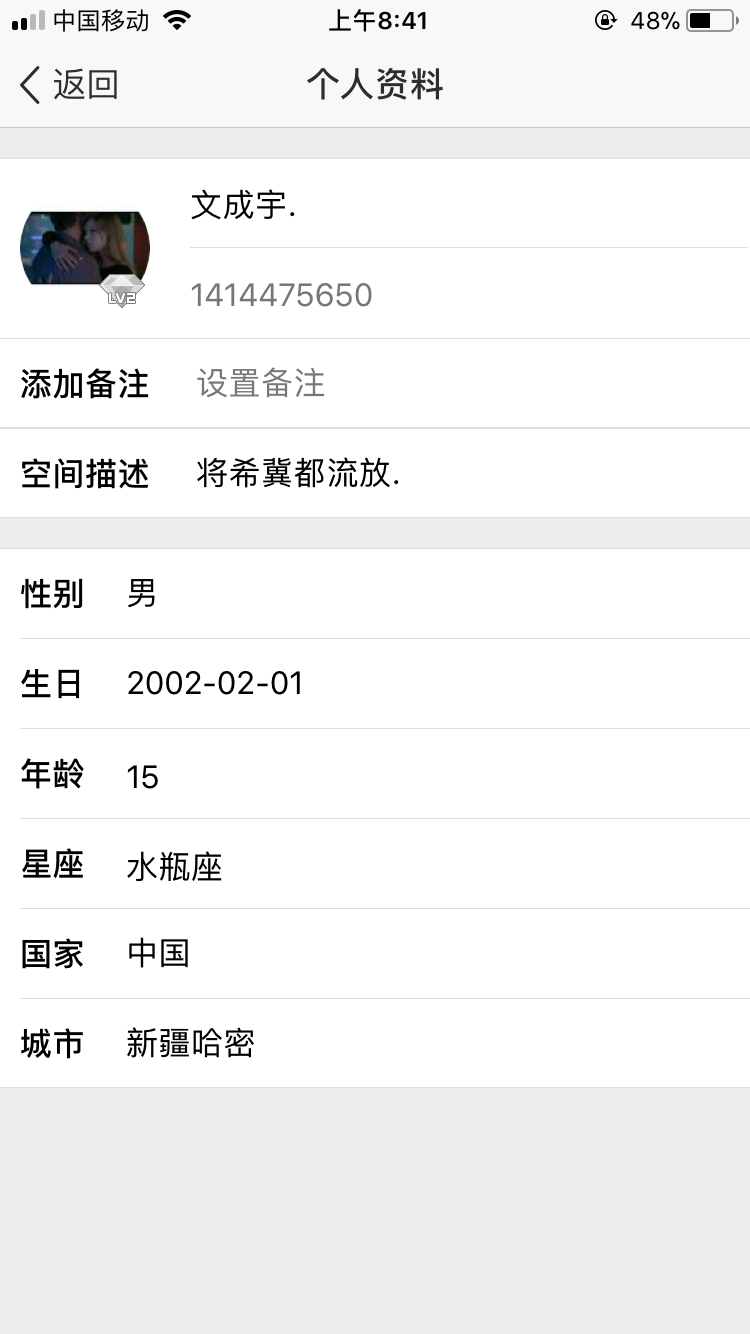 中国移动 上午8:41 48%
返回 个人资料
文成宇.
LV2
1414475650
添加备注 设置备注
空间描述 将希冀都流放.
性别 男
生日 2002-02-01
年龄 15
星座 水瓶座
国家 中国
城市 新疆哈密